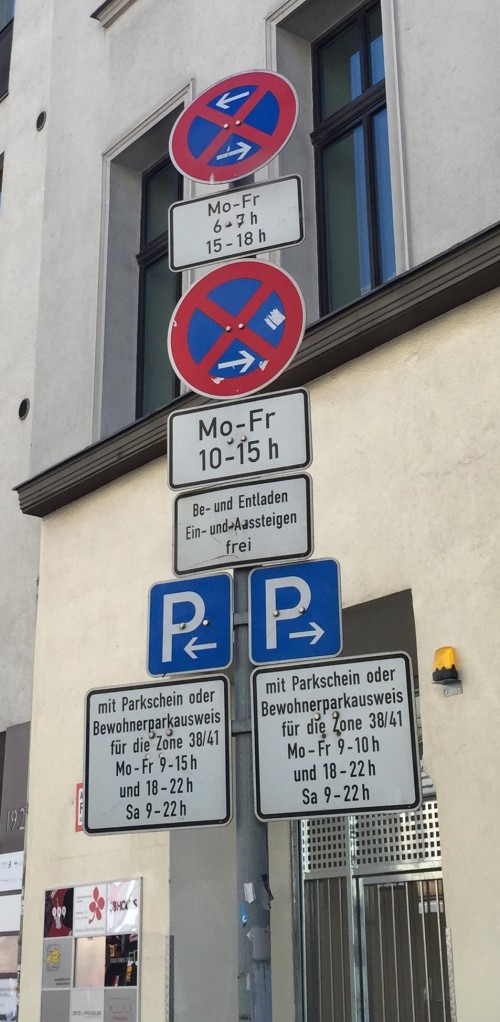 Mo-Fr
6-7 h
15-18 h
Mo-Fr
10-15 h
Be- und Entladen
Ein- und Aussteigen
frei
P
P
mit Parkschein oder
Bewohnerparkausweis
für die Zone 38/41
Mo-Fr 9-15 h
und 18-22 h
Sa 9-22 h
mit Parkschein oder
Bewohnerparkausweis
für die Zone 38/41
Mo-Fr 9-10 h
und 18-22 h
Sa 9-22 h